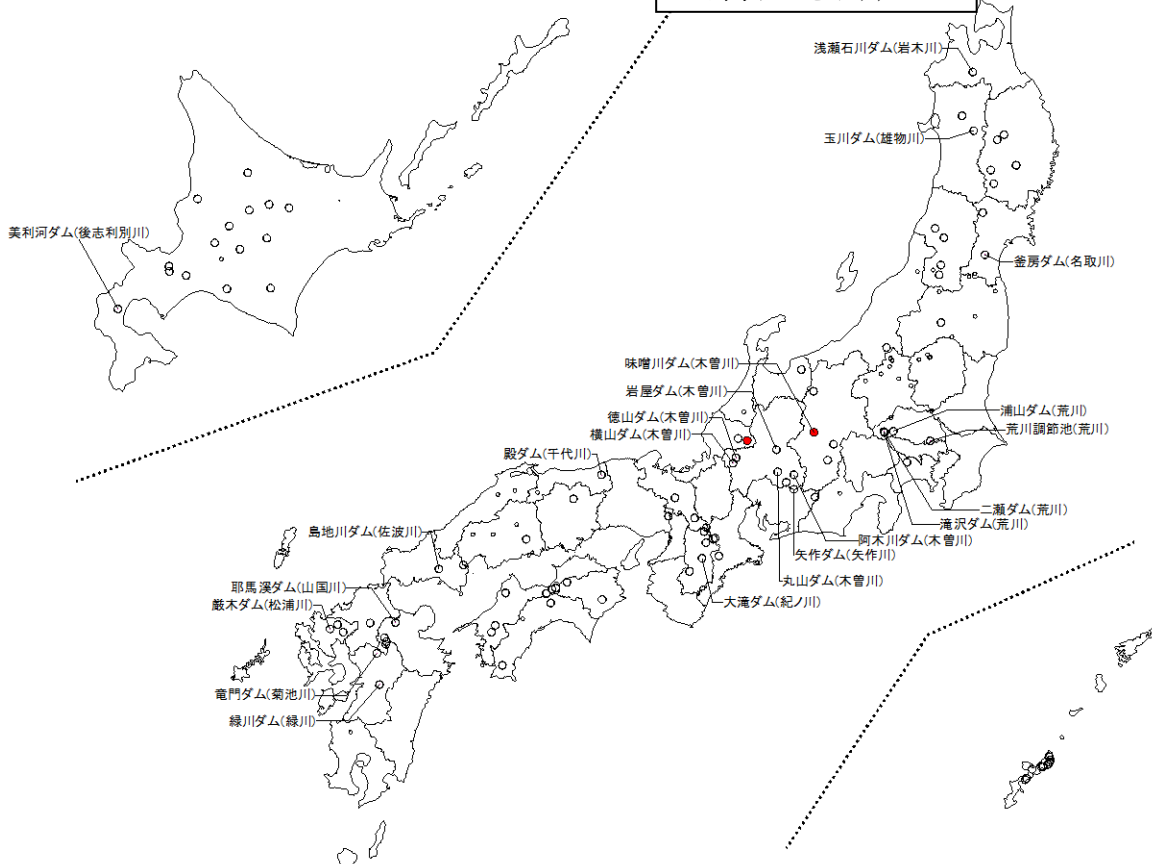 浅瀬石川ダム(岩木川)
玉川ダム(雄物川)
美利河ダム(後志利別川)
釜房ダム(名取川)
味噌川ダム(木曽川)
岩屋ダム(木曽川)
徳山ダム(木曽川)
横山ダム(木曽川)
浦山ダム(荒川)
荒川調節池(荒川)
殿ダム(千代川)
二瀬ダム(荒川)
滝沢ダム(荒川)
島地川ダム(佐波川)
阿木川ダム(木曽川)
矢作ダム(矢作川)
丸山ダム(木曽川)
耶馬溪ダム(山国川)
大滝ダム(紀ノ川)
厳木ダム(松浦川)
竜門ダム(菊池川)
緑川ダム(緑川)